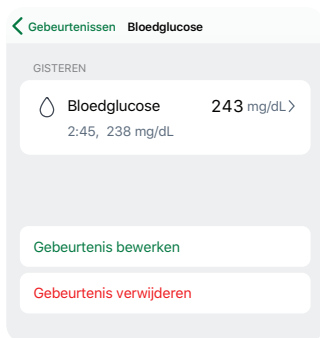 Gebeurtenissen Bloedglucose
GISTEREN
Bloedglucose 243 mg/dL
2:45, 238 mg/dL
Gebeurtenis bewerken
Gebeurtenis verwijderen